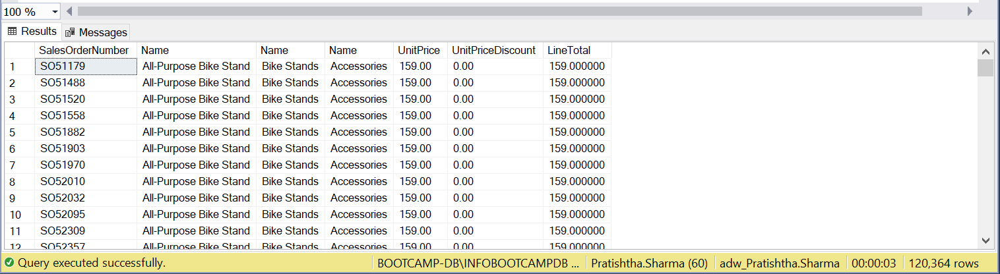 100 %
Results Messages
SalesOrderNumber Name Name Name UnitPrice UnitPriceDiscount LineTotal
1 SO51179 All-Purpose Bike Stand Bike Stands Accessories 159.00 0.00 159.000000
2 SO51488 All-Purpose Bike Stand Bike Stands Accessories 159.00 0.00 159.000000
3 SO51520 All-Purpose Bike Stand Bike Stands Accessories 159.00 0.00 159.000000
4 SO51558 All-Purpose Bike Stand Bike Stands Accessories 159.00 0.00 159.000000
5 SO51882 All-Purpose Bike Stand Bike Stands Accessories 159.00 0.00 159.000000
6 SO51903 All-Purpose Bike Stand Bike Stands Accessories 159.00 0.00 159.000000
7 SO51970 All-Purpose Bike Stand Bike Stands Accessories 159.00 0.00 159.000000
8 SO52010 All-Purpose Bike Stand Bike Stands Accessories 159.00 0.00 159.000000
9 SO52032 All-Purpose Bike Stand Bike Stands Accessories 159.00 0.00 159.000000
10 SO52095 All-Purpose Bike Stand Bike Stands Accessories 159.00 0.00 159.000000
11 SO52309 All-Purpose Bike Stand Bike Stands Accessories 159.00 0.00 159.000000
12 SO52357 All-Purpose Bike Stand Bike Stands Accessories 159.00 0.00 159.000000
Query executed successfully. BOOTCAMP-DB\INFOBOOTCAMPDB ... Pratishtha.Sharma (60) adw_Pratishtha.Sharma 00:00:03 120,364 rows